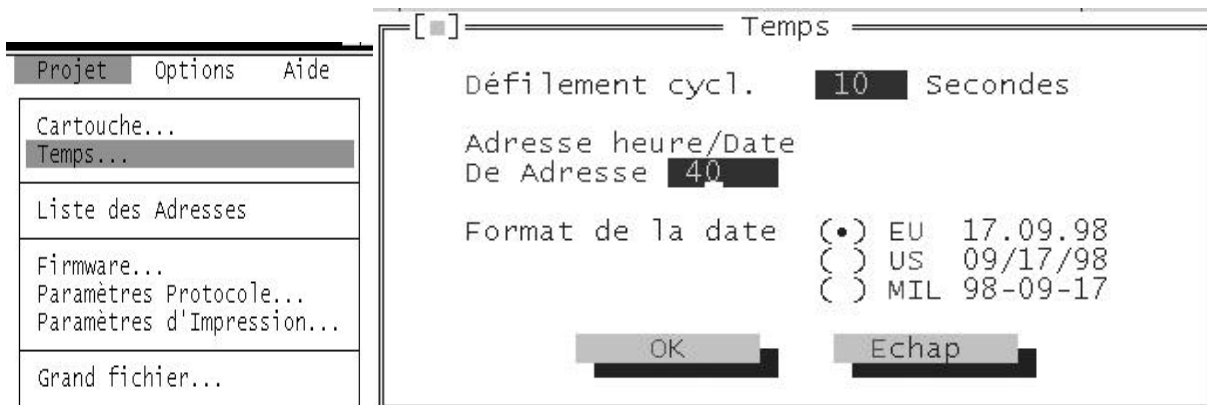 Projet Options Aide
Cartouche...
Temps...
Liste des Adresses
Firmware...
Paramètres Protocole...
Paramètres d'Impression...
Grand fichier...
[■] Temps
Défilement cycl. 10 Secondes
Adresse heure/Date
De Adresse 40
Format de la date (•) EU 17.09.98
( ) US 09/17/98
( ) MIL 98-09-17
OK Echap